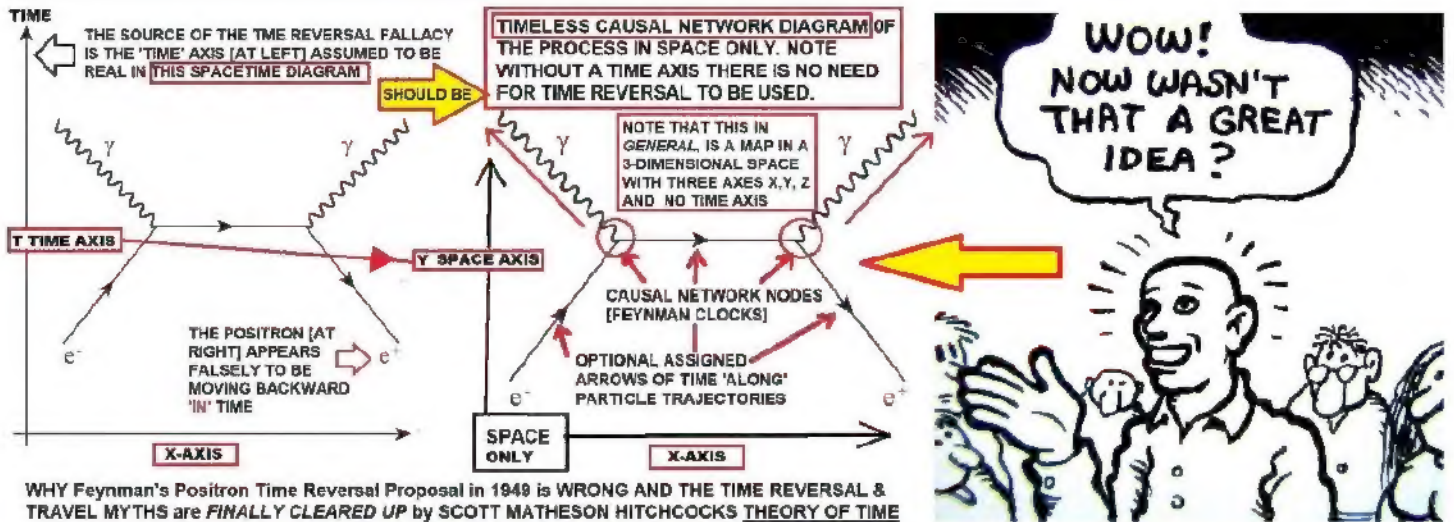 TIME
THE SOURCE OF THE TME REVERSAL FALLACY
IS THE 'TIME' AXIS [AT LEFT] ASSUMED TO BE
REAL IN THIS SPACETIME DIAGRAM
SHOULD BE
TIMELESS CAUSAL NETWORK DIAGRAM OF
THE PROCESS IN SPACE ONLY. NOTE
WITHOUT A TIME AXIS THERE IS NO NEED
FOR TIME REVERSAL TO BE USED.
γ
γ
T TIME AXIS
e⁻
THE POSITRON [AT
RIGHT] APPEARS
FALSELY TO BE
MOVING BACKWARD
'IN' TIME
e⁺
X-AXIS
γ
NOTE THAT THIS IN
GENERAL, IS A MAP IN A
3-DIMENSIONAL SPACE
WITH THREE AXES X,Y, Z
AND NO TIME AXIS
γ
Y SPACE AXIS
CAUSAL NETWORK NODES
[FEYNMAN CLOCKS]
OPTIONAL ASSIGNED
ARROWS OF TIME 'ALONG'
PARTICLE TRAJECTORIES
e⁻
e⁺
SPACE
ONLY
X-AXIS
WHY Feynman's Positron Time Reversal Proposal in 1949 is WRONG AND THE TIME REVERSAL &
TRAVEL MYTHS are FINALLY CLEARED UP by SCOTT MATHESON HITCHCOCKS THEORY OF TIME
WOW!
NOW WASN'T
THAT A GREAT
IDEA?